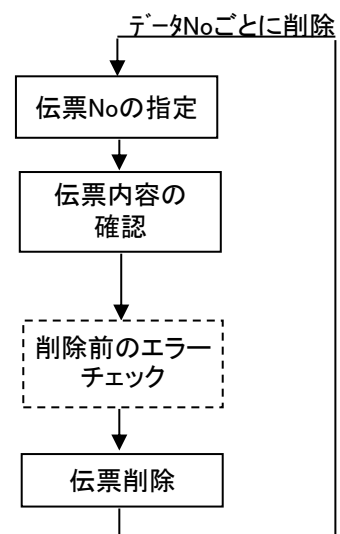 ﾃﾞｰﾀNoごとに削除
伝票Noの指定
伝票内容の
確認
削除前のエラー
チェック
伝票削除